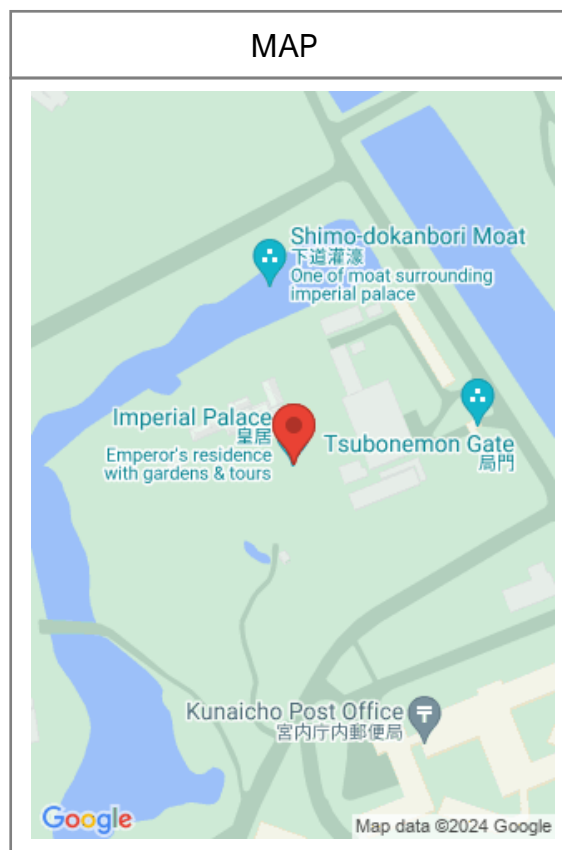 MAP
Shimo-dokanbori Moat
下道灌濠
One of moat surrounding
imperial palace
Imperial Palace
皇居
Emperor's residence
with gardens & tours
Tsubonemon Gate
局門
Kunaicho Post Office
宮内庁内郵便局
Google
Map data ©2024 Google